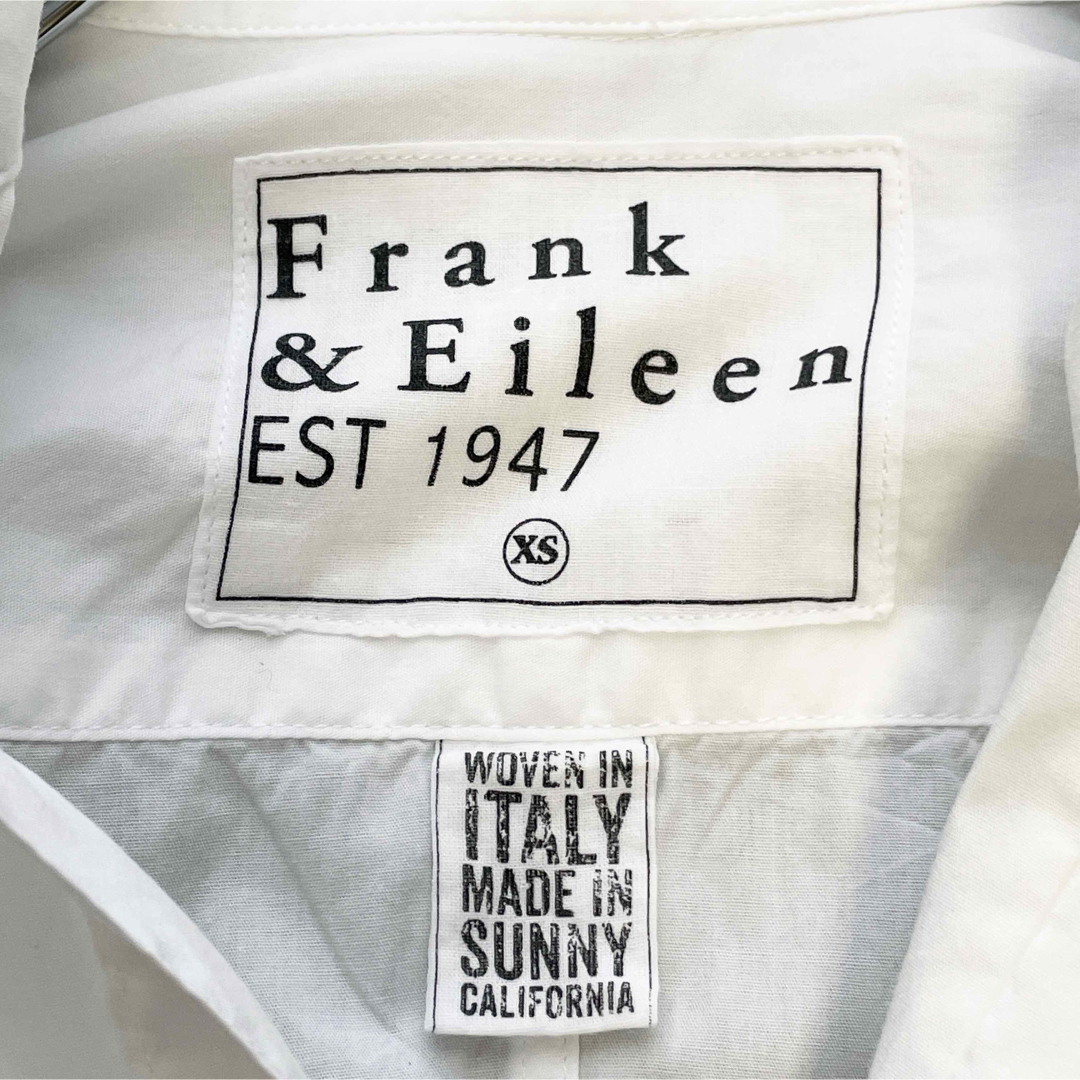 Frank
& Eileen
EST 1947
XS
WOVEN IN
ITALY
MADE IN
SUNNY
CALIFORNIA